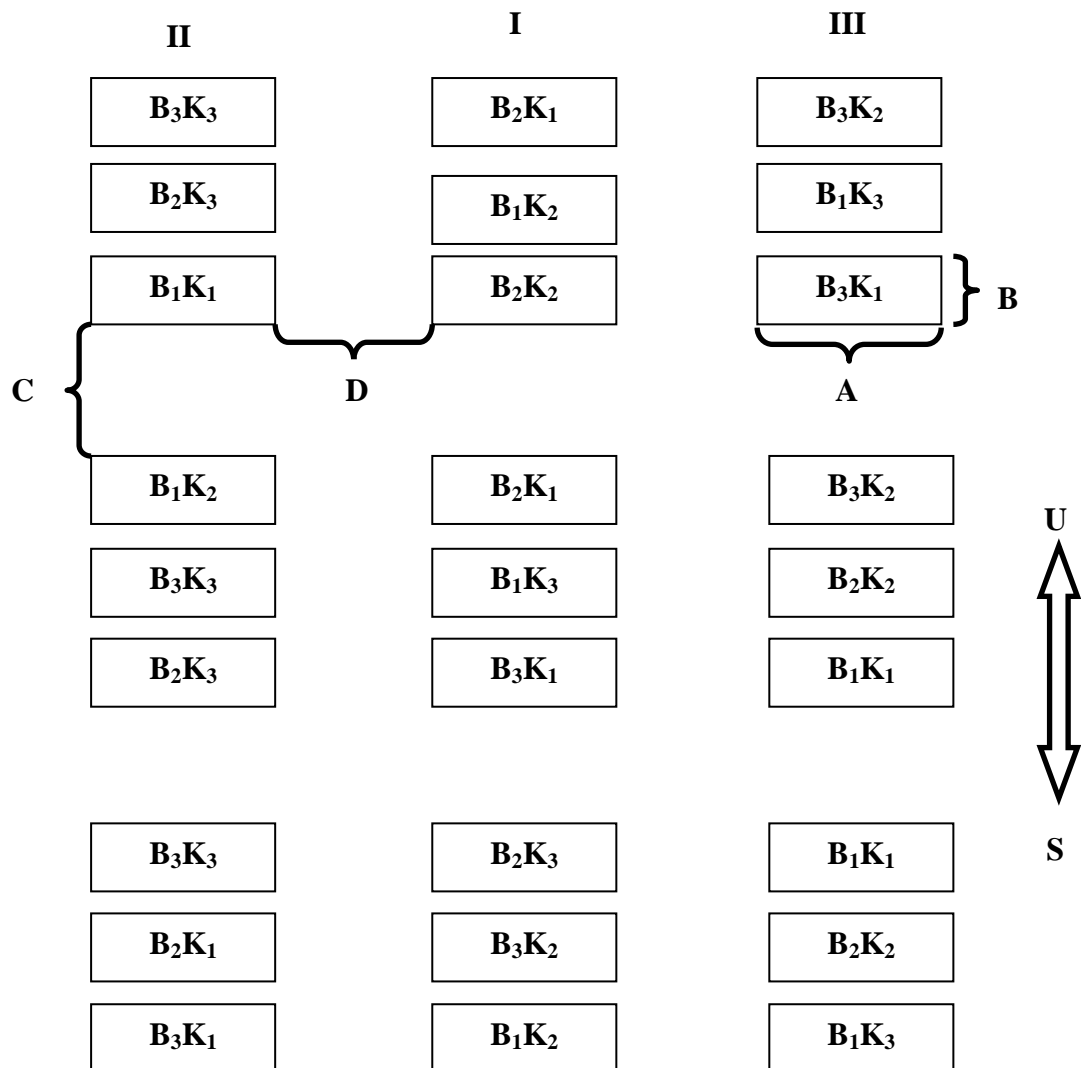 II I III
B₃K₃ B₂K₁ B₃K₂
B₂K₃ B₁K₂ B₁K₃
B₁K₁ B₂K₂ B₃K₁ B
C D A
B₁K₂ B₂K₁ B₃K₂
U
B₃K₃ B₁K₃ B₂K₂
B₂K₃ B₃K₁ B₁K₁
B₃K₃ B₂K₃ B₁K₁
S
B₂K₁ B₃K₂ B₂K₂
B₃K₁ B₁K₂ B₁K₃